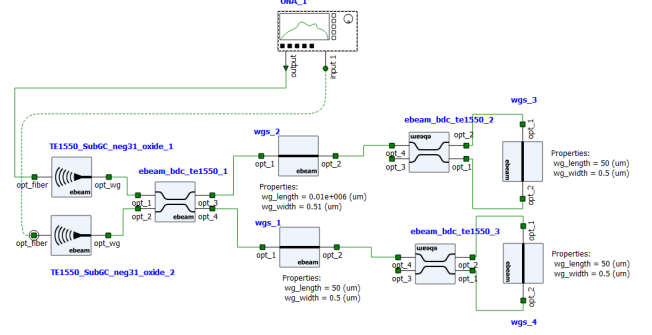 ONA_1
output
input 1
wgs_3
ebeam_bdc_te1550_2
wgs_2
TE1550_SubGC_neg31_oxide_1
ebeam_bdc_te1550_1
opt_fiber
opt_wg
ebeam
opt_1
opt_2
opt_3
opt_4
ebeam
opt_1
opt_2
ebeam
Properties:
wg_length = 0.01e+006 (um)
wg_width = 0.51 (um)
opt_4
opt_3
opt_2
opt_1
ebeam
opt_1
opt_2
ebeam
Properties:
wg_length = 50 (um)
wg_width = 0.5 (um)
opt_fiber
opt_wg
ebeam
TE1550_SubGC_neg31_oxide_2
wgs_1
opt_1
opt_2
ebeam
Properties:
wg_length = 50 (um)
wg_width = 0.5 (um)
ebeam_bdc_te1550_3
opt_4
opt_3
opt_2
opt_1
ebeam
opt_1
opt_2
ebeam
Properties:
wg_length = 50 (um)
wg_width = 0.5 (um)
wgs_4